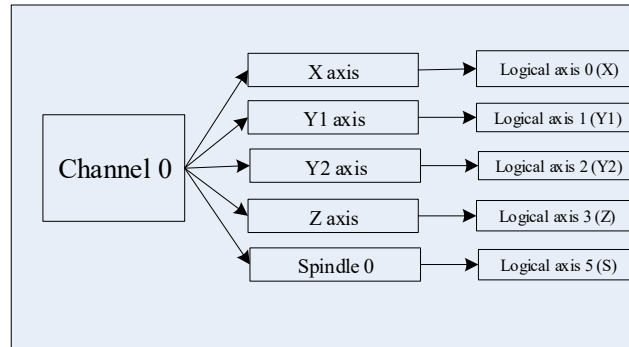 X axis
Logical axis 0 (X)
Y1 axis
Logical axis 1 (Y1)
Channel 0
Y2 axis
Logical axis 2 (Y2)
Z axis
Logical axis 3 (Z)
Spindle 0
Logical axis 5 (S)